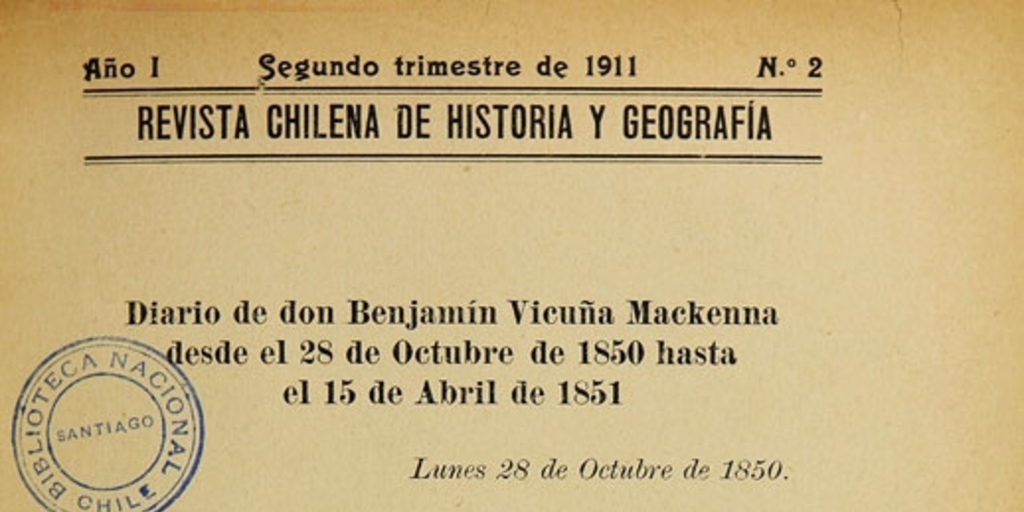 Año I Segundo trimestre de 1911 N.º 2
REVISTA CHILENA DE HISTORIA Y GEOGRAFÍA
Diario de don Benjamín Vicuña Mackenna
desde el 28 de Octubre de 1850 hasta
el 15 de Abril de 1851
BIBLIOTECA NACIONAL
SANTIAGO
CHILE
Lunes 28 de Octubre de 1850.